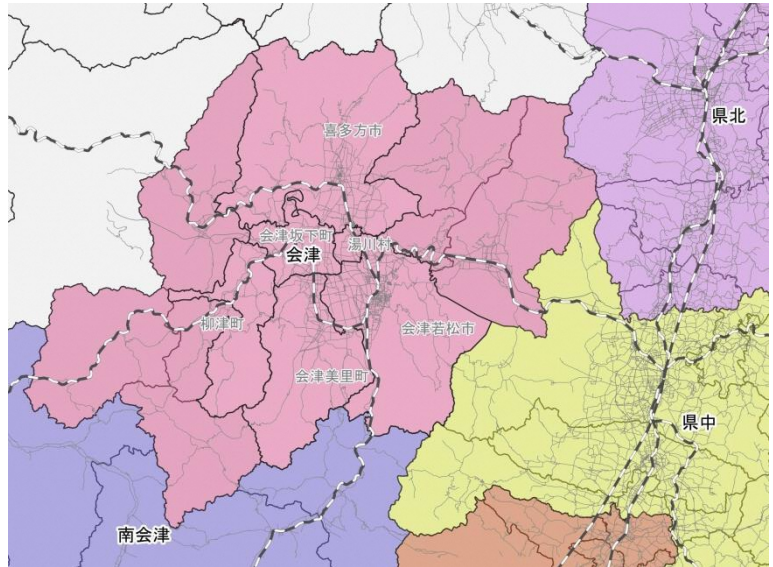 県北
喜多方市
会津坂下町
湯川村
会津
柳津町
会津若松市
会津美里町
県中
南会津